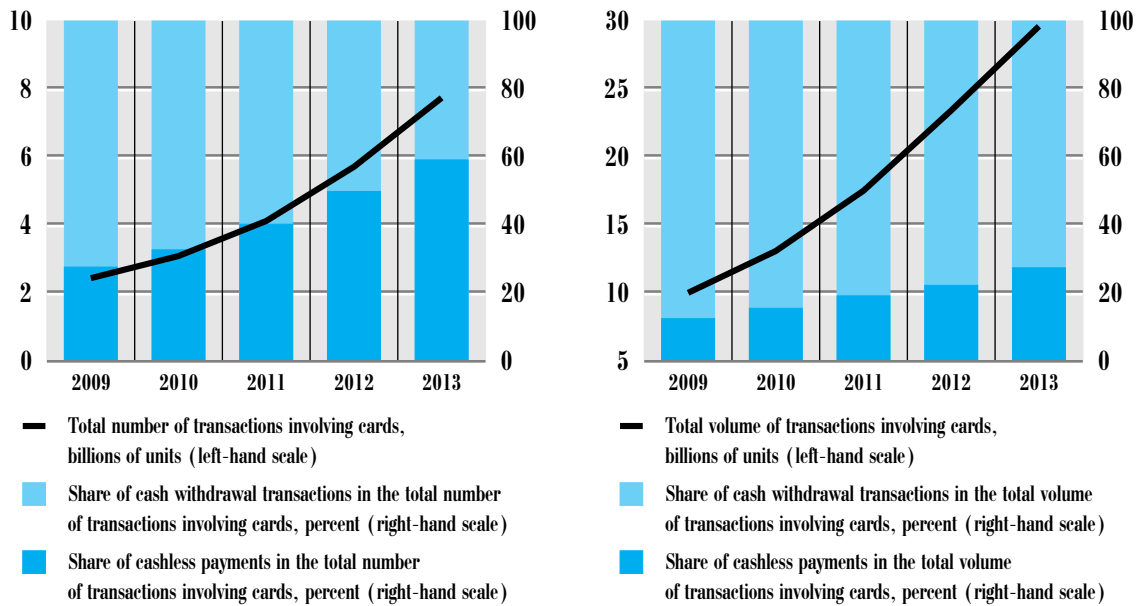 10
8
6
4
2
0
100
80
60
40
20
0
2009 2010 2011 2012 2013
Total number of transactions involving cards,
billions of units (left-hand scale)
Share of cash withdrawal transactions in the total number
of transactions involving cards, percent (right-hand scale)
Share of cashless payments in the total number
of transactions involving cards, percent (right-hand scale)
30
25
20
15
10
5
100
80
60
40
20
0
2009 2010 2011 2012 2013
Total volume of transactions involving cards,
billions of units (left-hand scale)
Share of cash withdrawal transactions in the total volume
of transactions involving cards, percent (right-hand scale)
Share of cashless payments in the total volume
of transactions involving cards, percent (right-hand scale)